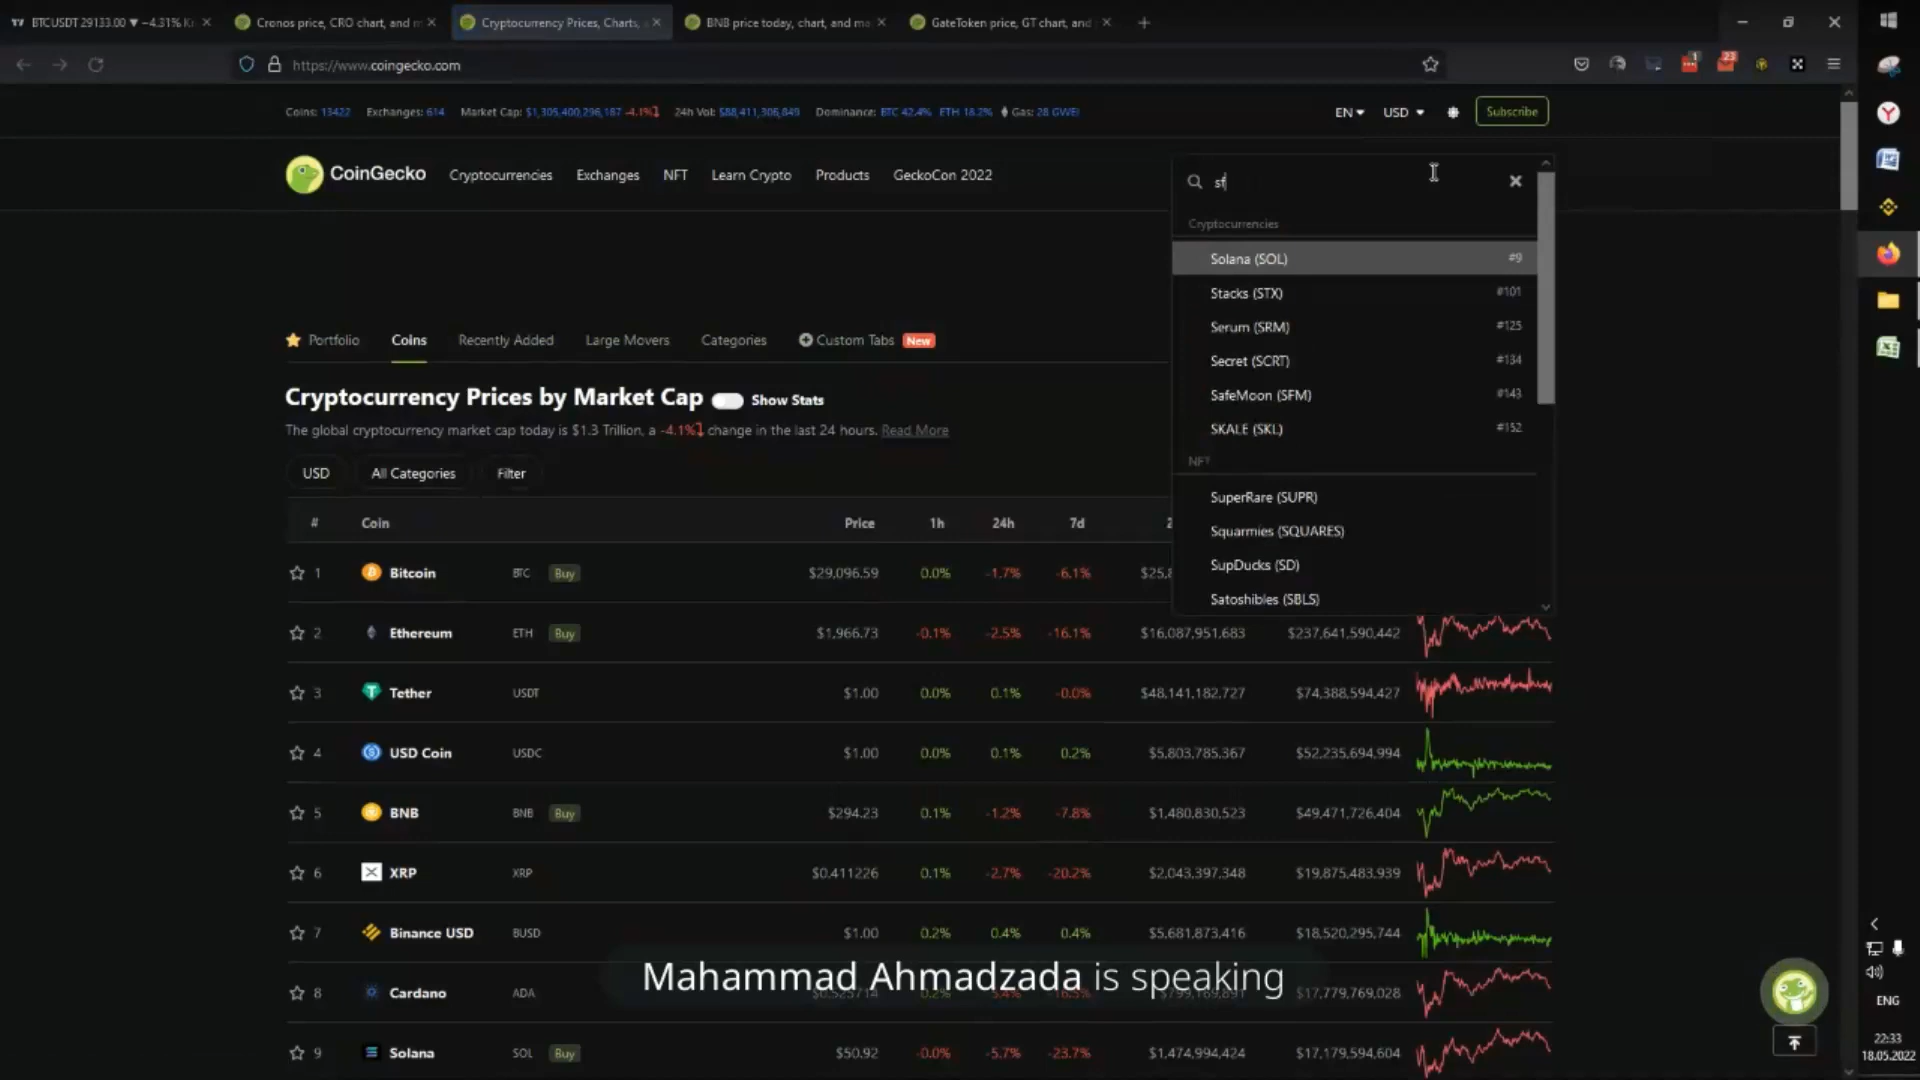 BTCUSDT 29133.00 ▼ −4.31%
Cronos price, CRO chart, and m
Cryptocurrency Prices, Charts,
BNB price today, chart, and ma
GateToken price, GT chart, and
https://www.coingecko.com
1
23
Coins: 13422 Exchanges: 614 Market Cap: $1,305,400,296,187 -4.1% 24h Vol: $88,411,306,849 Dominance: BTC 42.4% ETH 18.2% Gas: 28 GWEI
EN USD Subscribe
CoinGecko Cryptocurrencies Exchanges NFT Learn Crypto Products GeckoCon 2022
sf
Cryptocurrencies
Solana (SOL) #9
Stacks (STX) #101
Serum (SRM) #125
Secret (SCRT) #134
SafeMoon (SFM) #143
SKALE (SKL) #152
NFT
SuperRare (SUPR)
Squarmies (SQUARES)
SupDucks (SD)
Satoshibles (SBLS)
Portfolio Coins Recently Added Large Movers Categories Custom Tabs New
Cryptocurrency Prices by Market Cap Show Stats
The global cryptocurrency market cap today is $1.3 Trillion, a -4.1% change in the last 24 hours. Read More
USD All Categories Filter
# Coin Price 1h 24h 7d 2
1 Bitcoin BTC Buy $29,096.59 0.0% -1.7% -6.1% $25,8
2 Ethereum ETH Buy $1,966.73 -0.1% -2.5% -16.1% $16,087,951,683 $237,641,590,442
3 Tether USDT $1.00 0.0% 0.1% -0.0% $48,141,182,727 $74,388,594,427
4 USD Coin USDC $1.00 0.0% 0.1% 0.2% $5,803,785,367 $52,235,694,994
5 BNB BNB Buy $294.23 0.1% -1.2% -7.8% $1,480,830,523 $49,471,726,404
6 XRP XRP $0.411226 0.1% -2.7% -20.2% $2,043,397,348 $19,875,483,939
7 Binance USD BUSD $1.00 0.2% 0.4% 0.4% $5,681,873,416 $18,520,295,744
Mahammad Ahmadzada is speaking
8 Cardano ADA $17,779,769,028
9 Solana SOL Buy $50.92 -0.0% -5.7% -23.7% $1,474,994,424 $17,179,594,604
ENG
22:33
18.05.2022